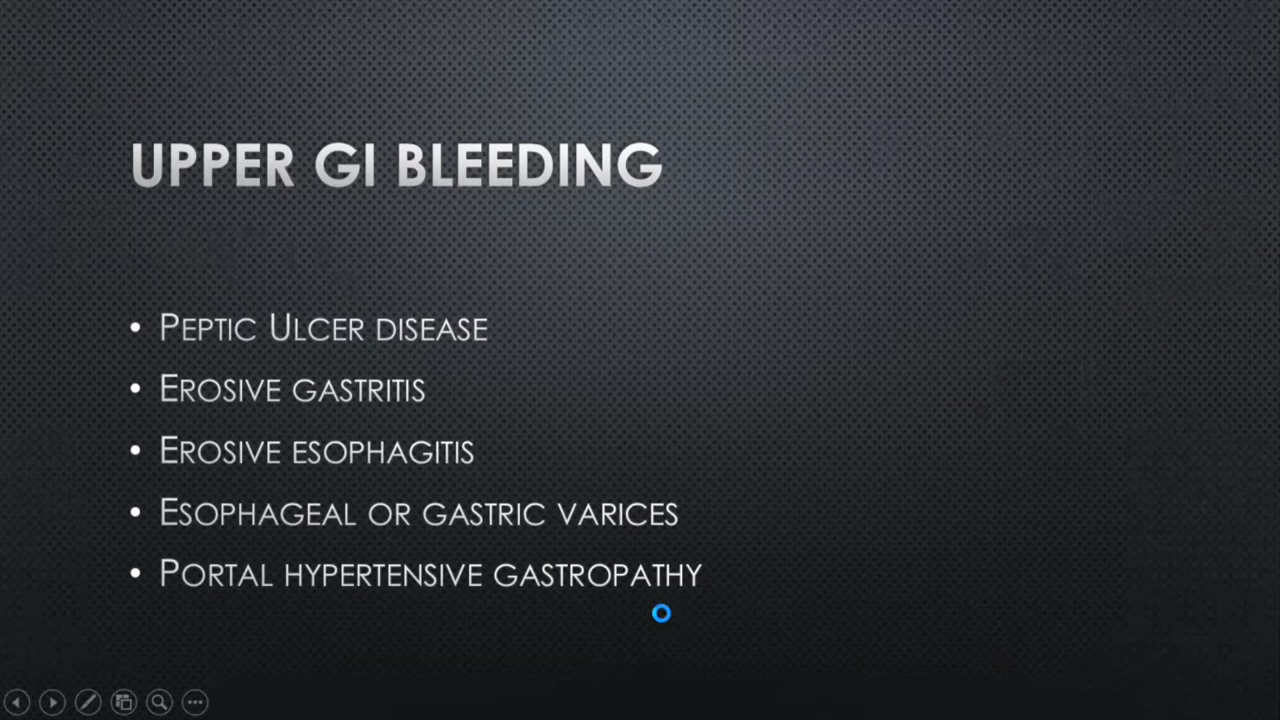 UPPER GI BLEEDING
• PEPTIC ULCER DISEASE
• EROSIVE GASTRITIS
• EROSIVE ESOPHAGITIS
• ESOPHAGEAL OR GASTRIC VARICES
• PORTAL HYPERTENSIVE GASTROPATHY